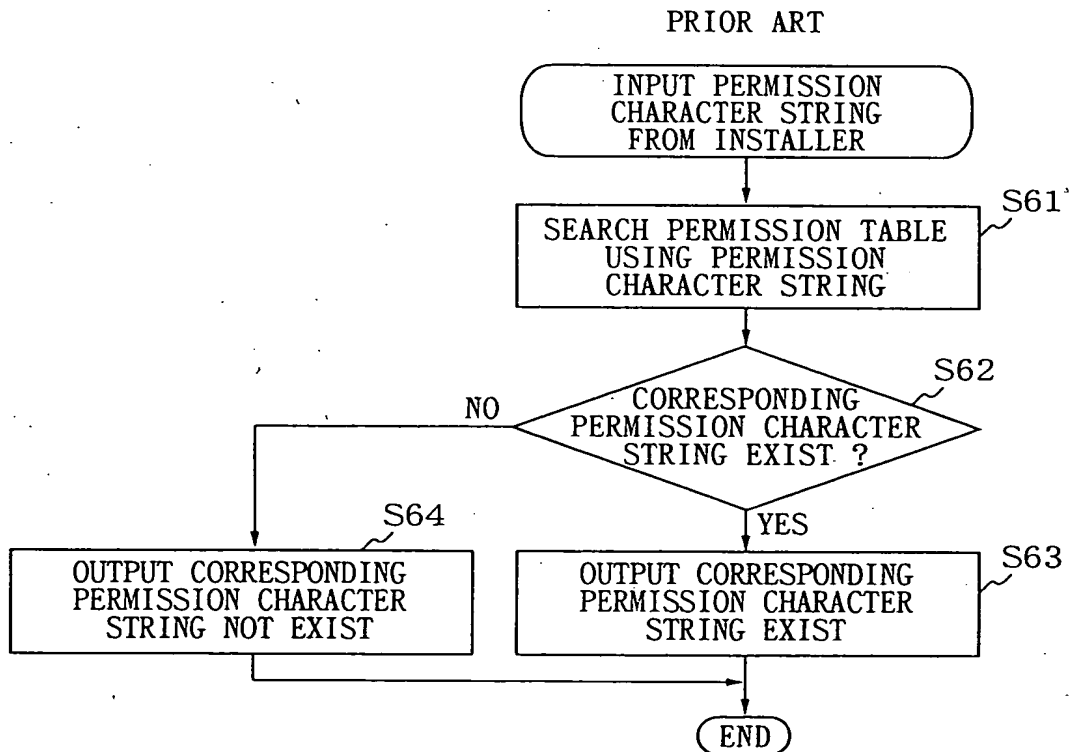 PRIOR ART
INPUT PERMISSION
CHARACTER STRING
FROM INSTALLER
S61
SEARCH PERMISSION TABLE
USING PERMISSION
CHARACTER STRING
S62
CORRESPONDING
PERMISSION CHARACTER
STRING EXIST ?
NO
YES
S64
OUTPUT CORRESPONDING
PERMISSION CHARACTER
STRING NOT EXIST
S63
OUTPUT CORRESPONDING
PERMISSION CHARACTER
STRING EXIST
END